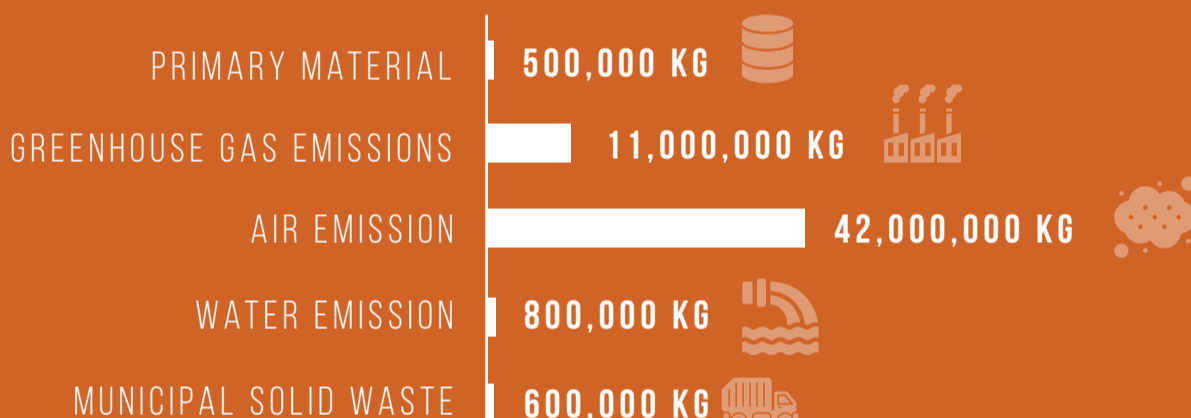 PRIMARY MATERIAL 500,000 KG
GREENHOUSE GAS EMISSIONS 11,000,000 KG
AIR EMISSION 42,000,000 KG
WATER EMISSION 800,000 KG
MUNICIPAL SOLID WASTE 600,000 KG